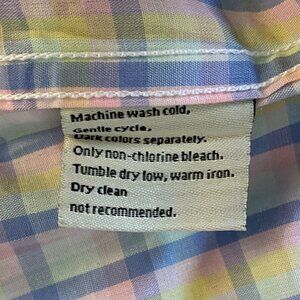 Machine wash cold,
Gentle cycle,
Dark colors separately.
Only non-chlorine bleach.
Tumble dry low, warm iron.
Dry clean
not recommended.